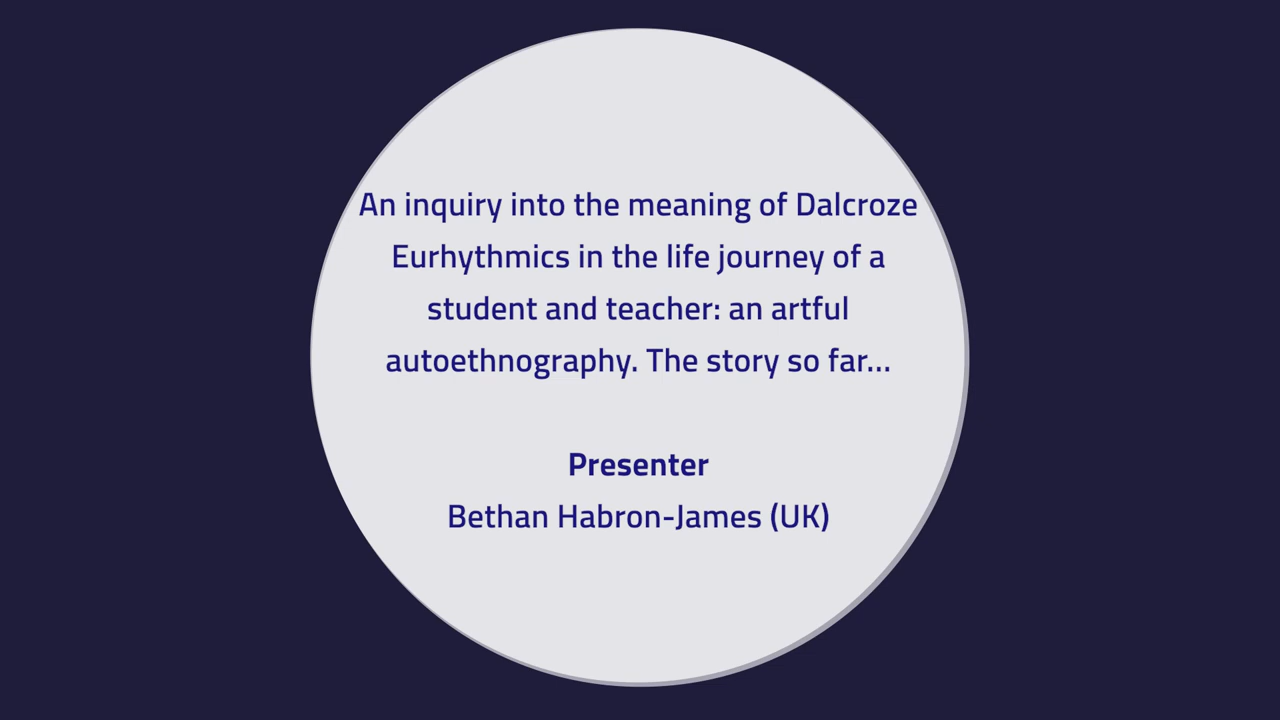 An inquiry into the meaning of Dalcroze
Eurhythmics in the life journey of a
student and teacher: an artful
autoethnography. The story so far...
Presenter
Bethan Habron-James (UK)